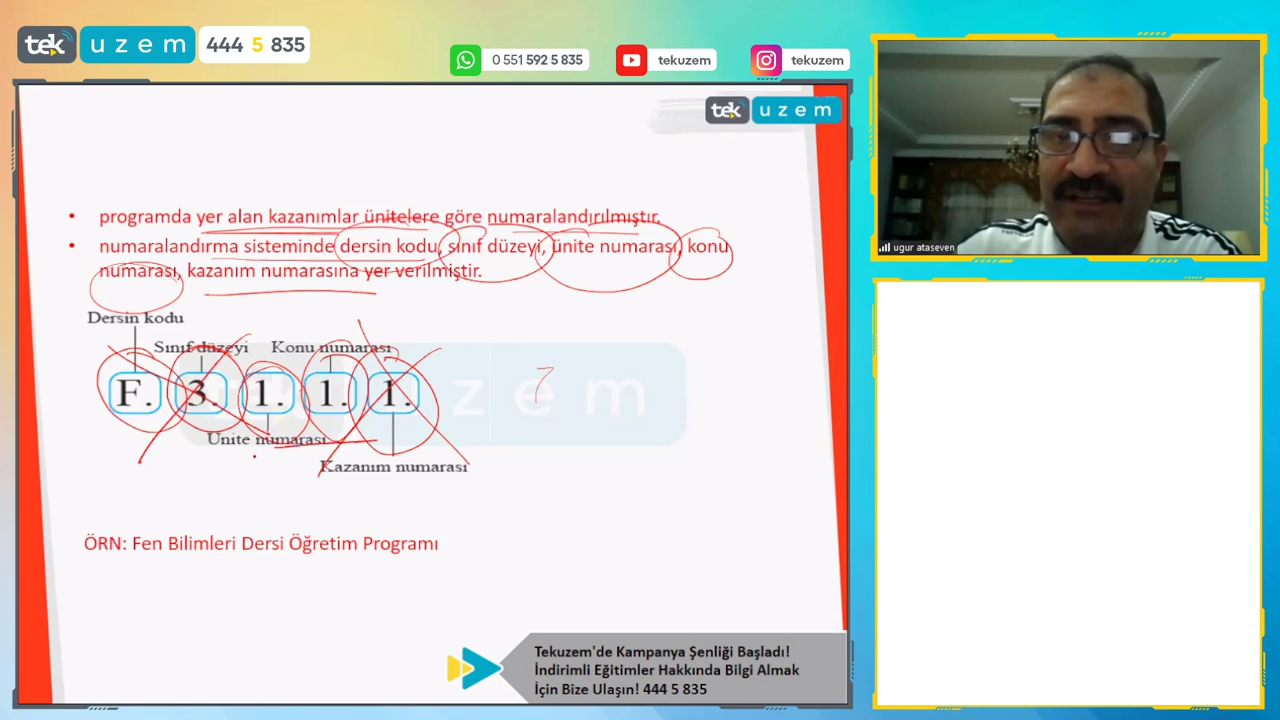 tek uzem 444 5 835
0 551 592 5 835
tekuzem
tekuzem
tek uzem
• programda yer alan kazanımlar ünitelere göre numaralandırılmıştır.
• numaralandırma sisteminde dersin kodu, sınıf düzeyi, ünite numarası, konu
numarası, kazanım numarasına yer verilmiştir.
Dersin kodu
Sınıf düzeyi Konu numarası
F. 3. 1. 1. 1.
Ünite numarası
Kazanım numarası
uzem
7
ÖRN: Fen Bilimleri Dersi Öğretim Programı
Tekuzem'de Kampanya Şenliği Başladı!
İndirimli Eğitimler Hakkında Bilgi Almak
İçin Bize Ulaşın! 444 5 835
ugur ataseven